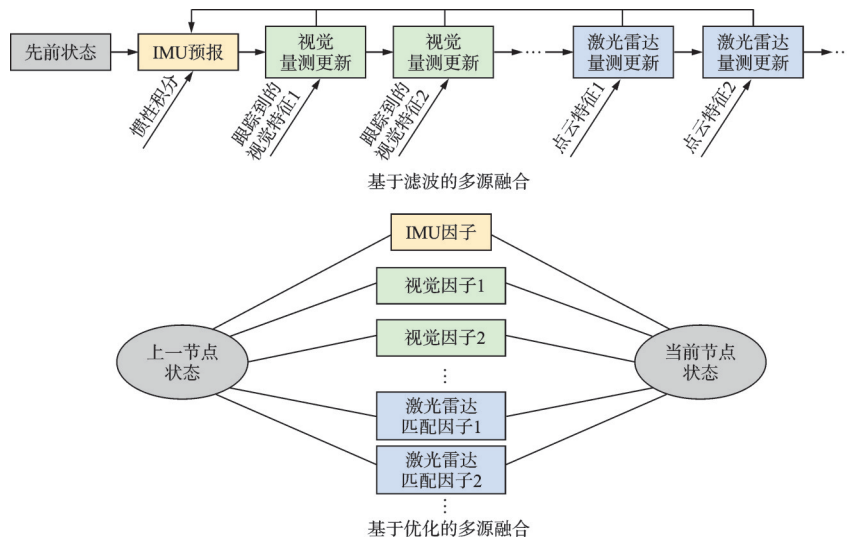 先前状态
IMU预报
视觉
量测更新
视觉
量测更新
…
激光雷达
量测更新
激光雷达
量测更新
…
惯性积分
跟踪到的
视觉特征1
跟踪到的
视觉特征2
点云特征1
点云特征2
基于滤波的多源融合
IMU因子
视觉因子1
视觉因子2
上一节点
状态
当前节点
状态
⋮
激光雷达
匹配因子1
激光雷达
匹配因子2
⋮
基于优化的多源融合